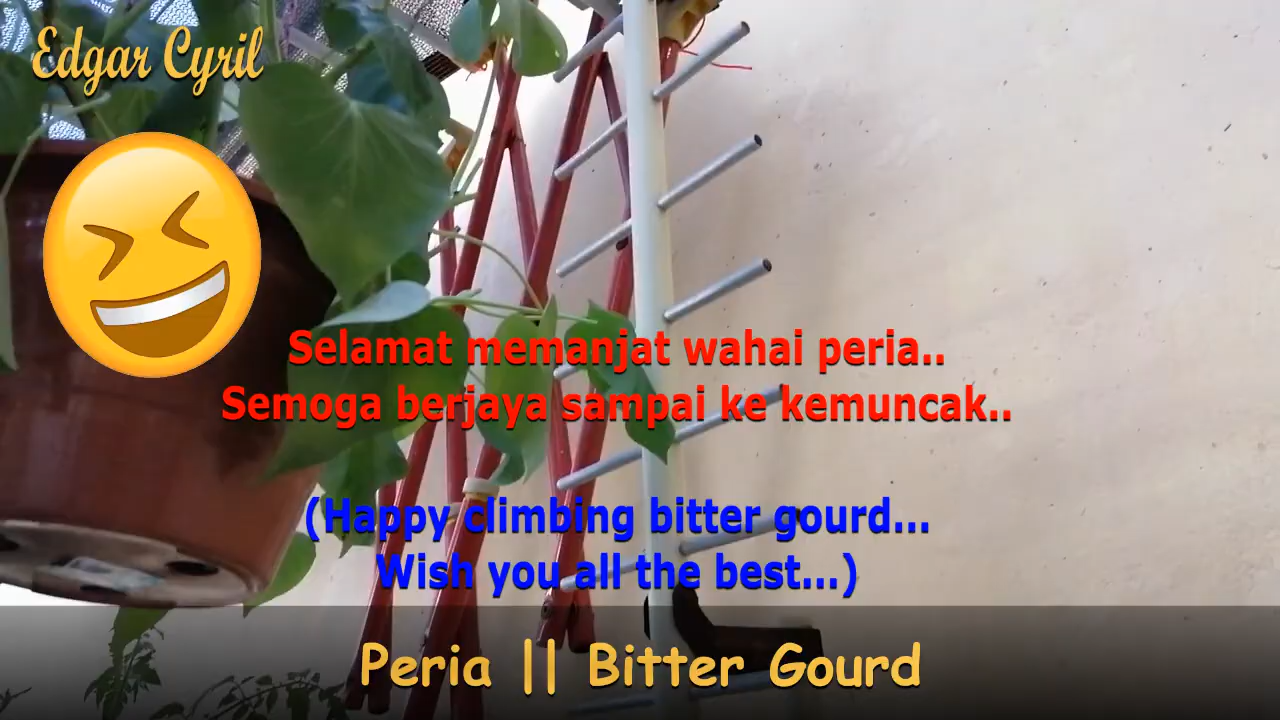 Edgar Cyril
Selamat memanjat wahai peria..
Semoga berjaya sampai ke kemuncak..
(Happy climbing bitter gourd...
Wish you all the best...)
Peria || Bitter Gourd